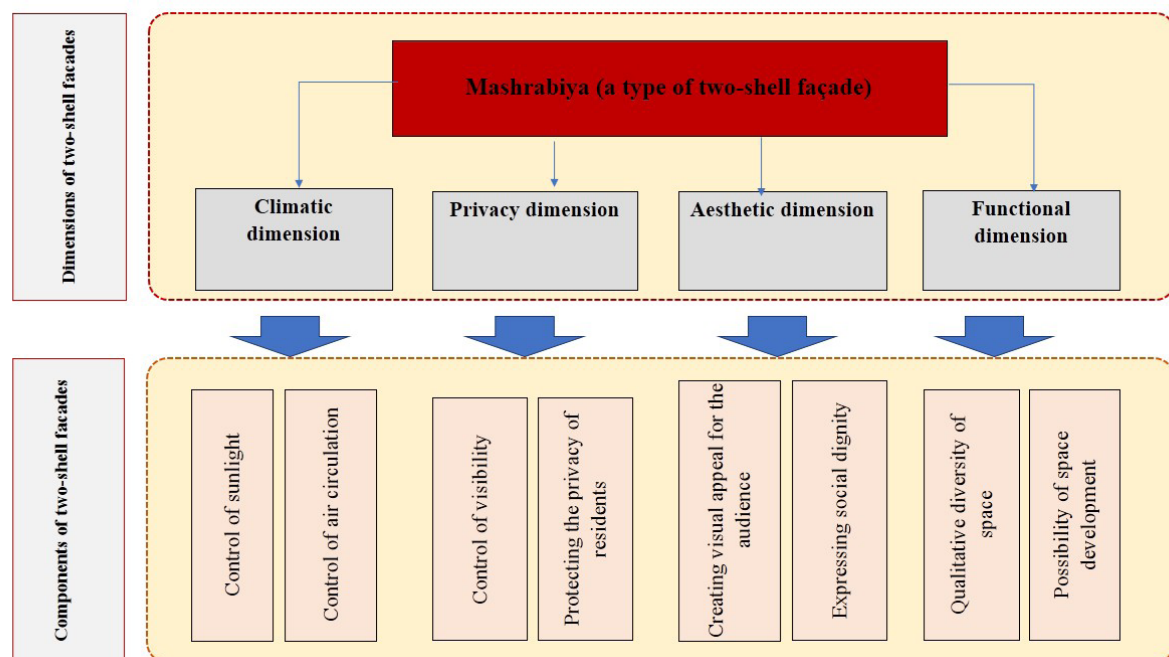 Dimensions of two-shell facades
Mashrabiya (a type of two-shell façade)
Climatic
dimension
Privacy dimension
Aesthetic dimension
Functional
dimension
Components of two-shell facades
Control of sunlight
Control of air circulation
Control of visibility
Protecting the privacy of
residents
Creating visual appeal for the
audience
Expressing social dignity
Qualitative diversity of
space
Possibility of space
development